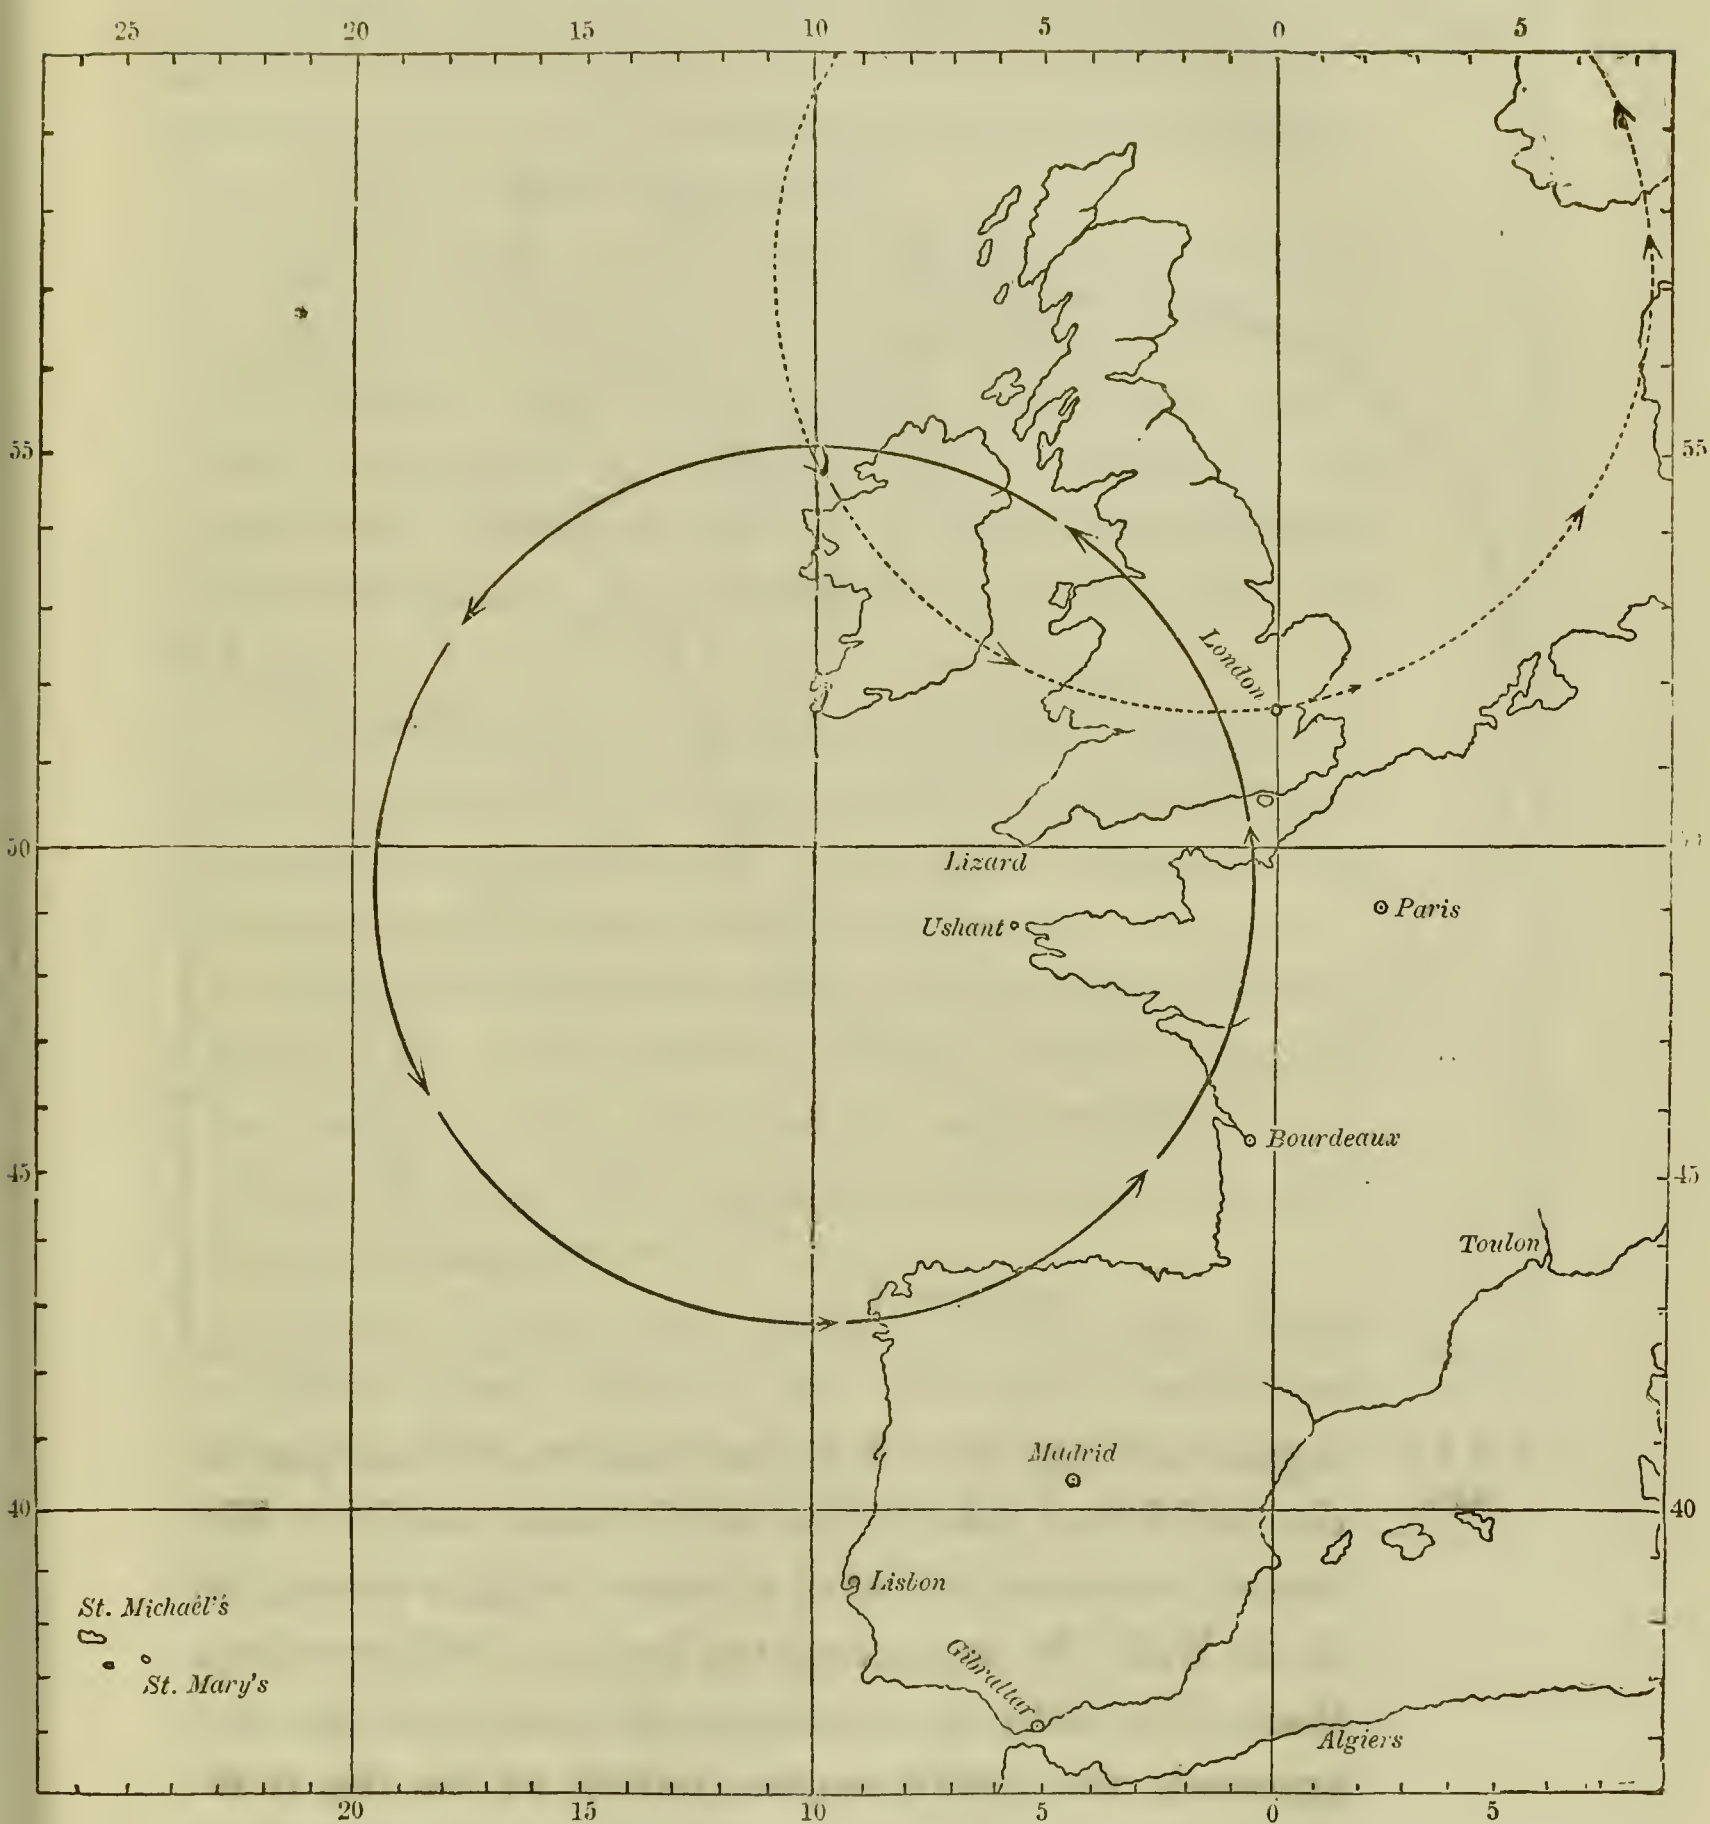 25 20 15 10 5 0 5
55 55
London
50
Lizard
Paris
Ushant
Bourdeaux
45 45
Toulon
Madrid
40 40
Lisbon
St. Michael's
Gibraltar
St. Mary's
Algiers
20 15 10 5 0 5